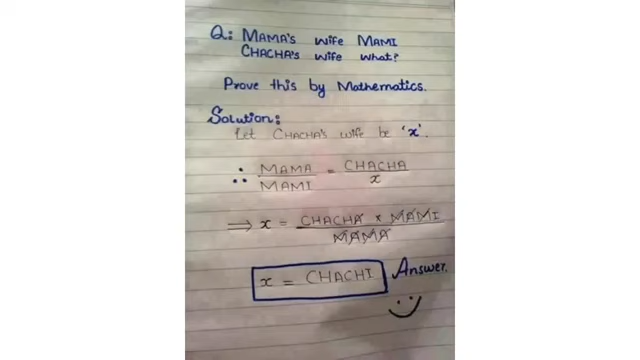 Q: MAMA'S wife MAMI
CHACHA'S wife what?
Prove this by Mathematics.
Solution:
Let CHACHA'S wife be 'x'.
∴ MAMA / MAMI = CHACHA / x
⟹ x = CHACHA × MAMI / MAMA
x = CHACHI Answer.